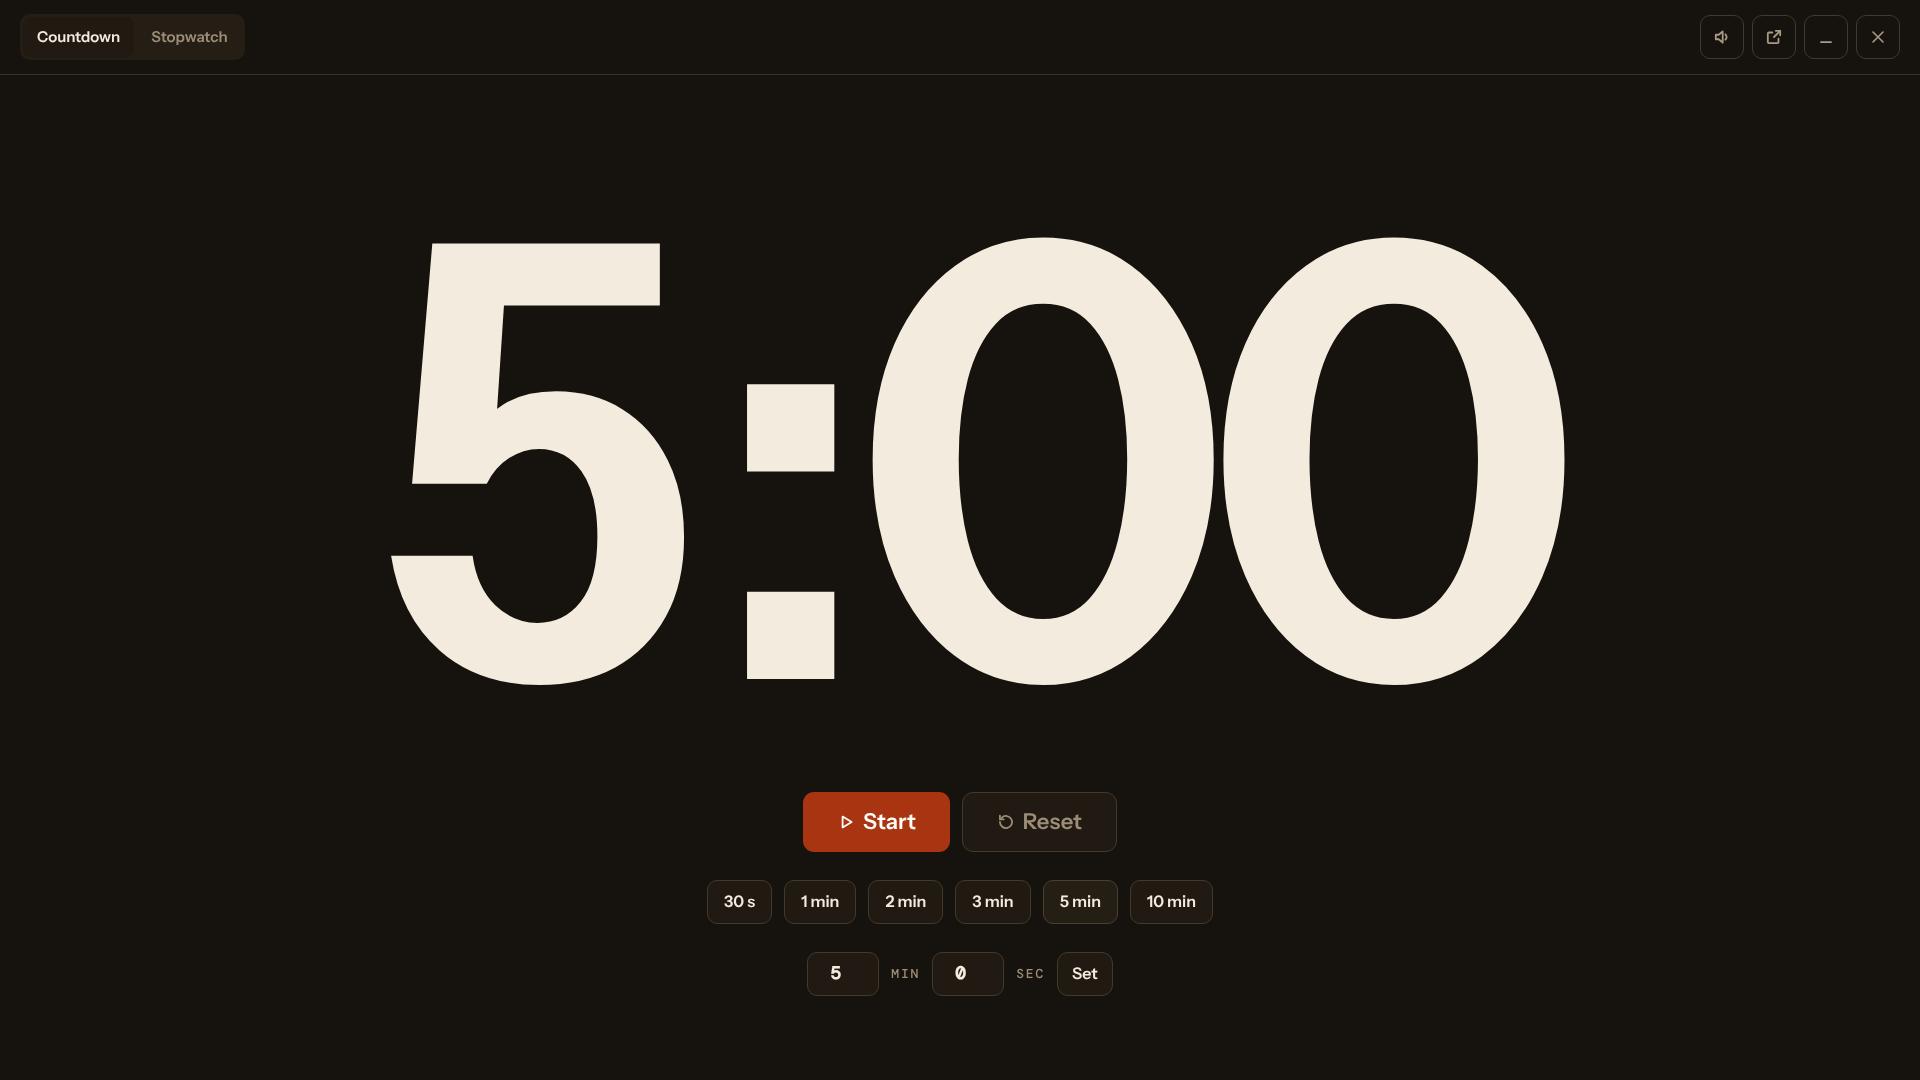 Countdown Stopwatch
5:00
Start Reset
30 s 1 min 2 min 3 min 5 min 10 min
5 MIN 0 SEC Set